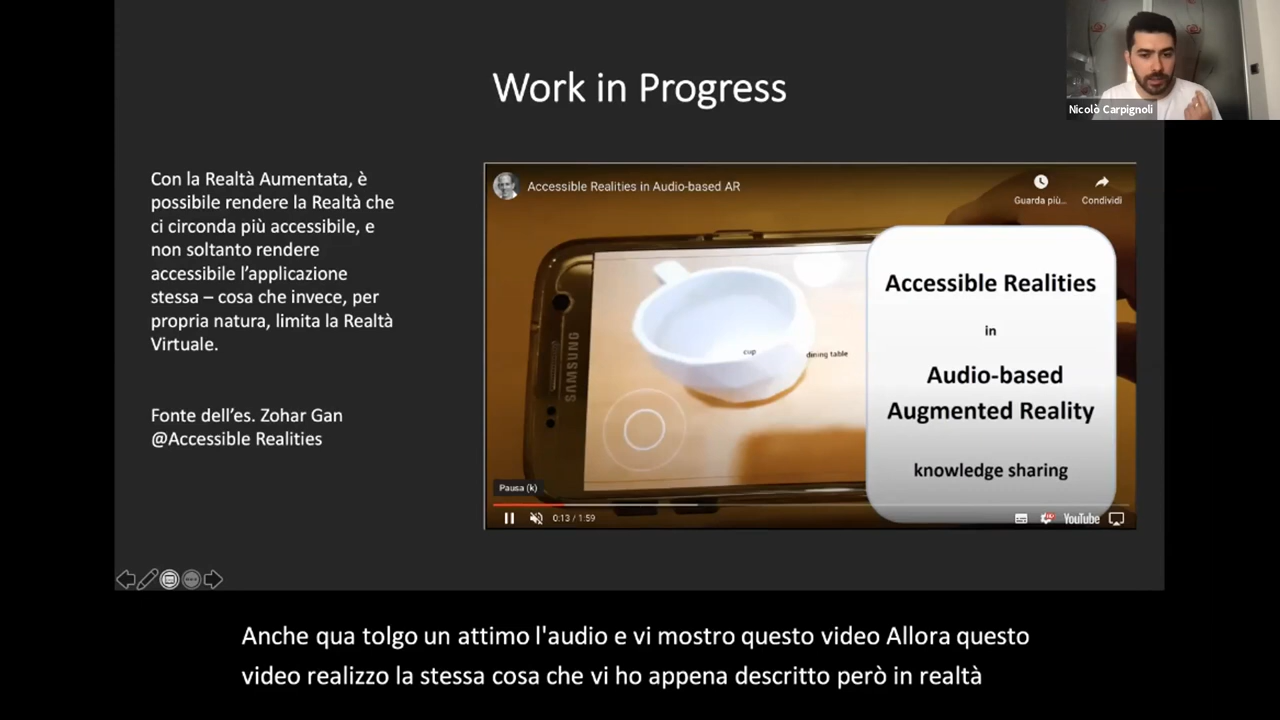 Work in Progress
Nicolò Carpignoli
Con la Realtà Aumentata, è
possibile rendere la Realtà che
ci circonda più accessibile, e
non soltanto rendere
accessibile l’applicazione
stessa – cosa che invece, per
propria natura, limita la Realtà
Virtuale.
Fonte dell’es. Zohar Gan
@Accessible Realities
Accessible Realities in Audio-based AR
Guarda più...
Condividi
SAMSUNG
cup
dining table
Accessible Realities
in
Audio-based
Augmented Reality
knowledge sharing
Pausa (k)
0:13 / 1:59
YouTube
Anche qua tolgo un attimo l'audio e vi mostro questo video Allora questo
video realizzo la stessa cosa che vi ho appena descritto però in realtà